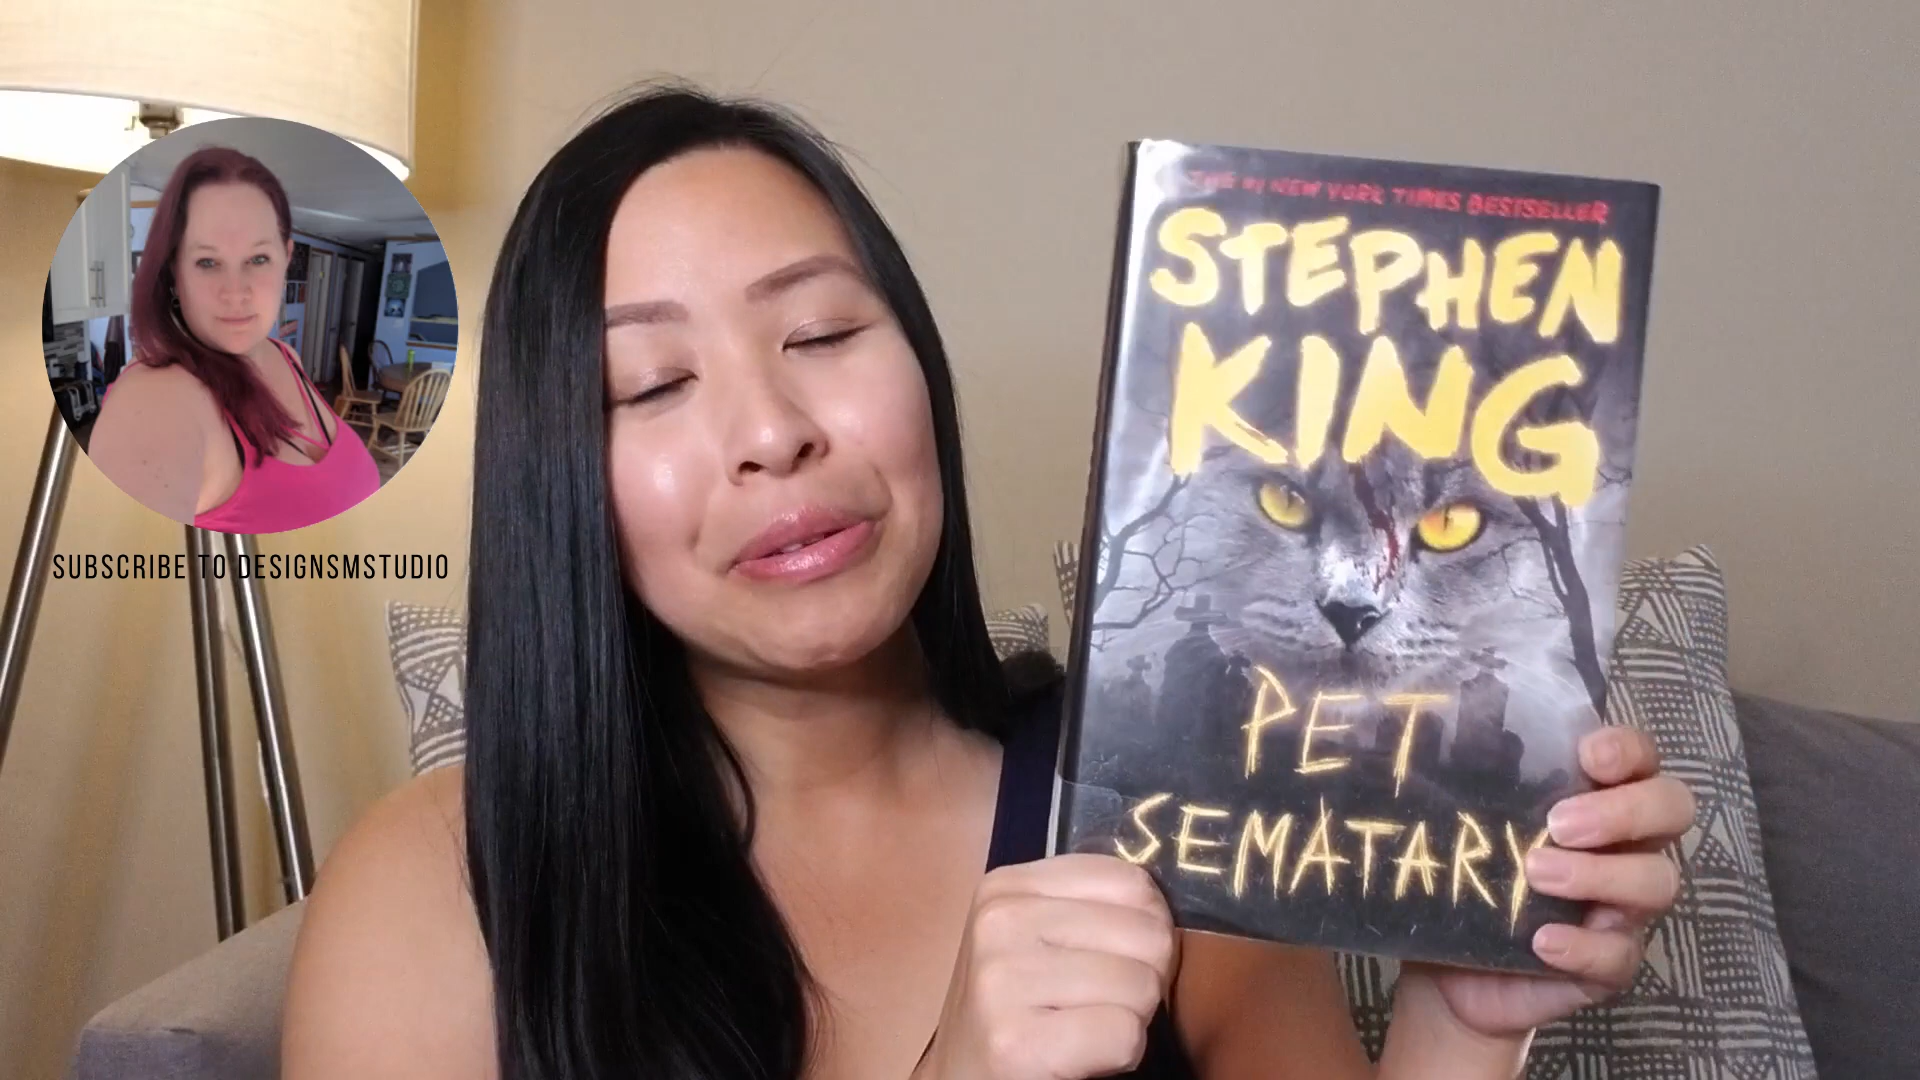 SUBSCRIBE TO DESIGNSMSTUDIO
THE #1 NEW YORK TIMES BESTSELLER
STEPHEN
KING
PET
SEMATARY